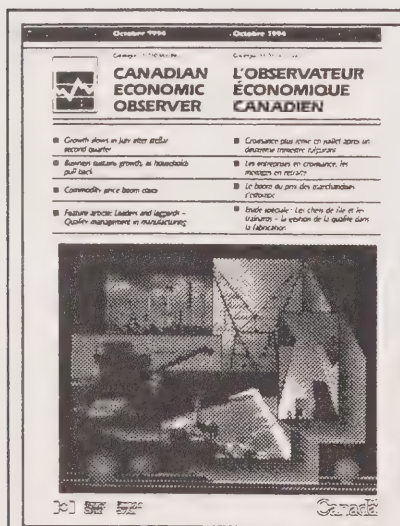 October 1994
Octobre 1994
CANADIAN
ECONOMIC
OBSERVER
L'OBSERVATEUR
ÉCONOMIQUE
CANADIEN
Growth slows in July after stellar
second quarter
Business sustains growth, as households
pull back
Commodity price boom eases
Feature article: Leaders and laggards –
Quality management in manufacturing
Croissance plus lente en juillet après un
deuxième trimestre fulgurant
Les entreprises en croissance, les
ménages en retraite
Le boom du prix des marchandises
s'estompe
Étude spéciale : Les chefs de file et les
traînards – la gestion de la qualité dans
la fabrication
Canada